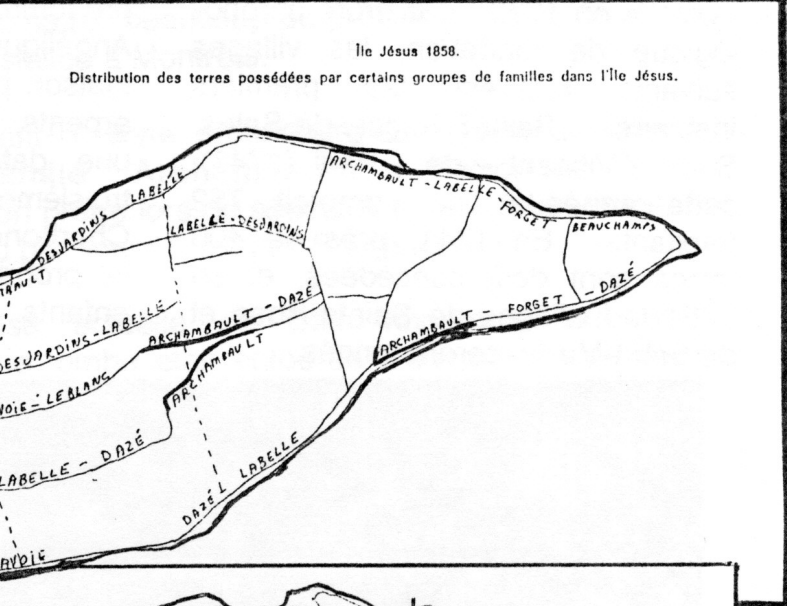 Île Jésus 1858.
Distribution des terres possédées par certains groupes de familles dans l'Île Jésus.
ARCHAMBAULT - LABELLE - FORGET
DESJARDINS LABELLE
BEAUCHAMPS
LABELLE - DESJARDINS
ARCHAMBAULT - DAZÉ
ARCHAMBAULT - FORGET - DAZÉ
DESJARDINS - LABELLE
ARCHAMBAULT
LEBLANC
LABELLE - DAZÉ
DAZÉ LABELLE